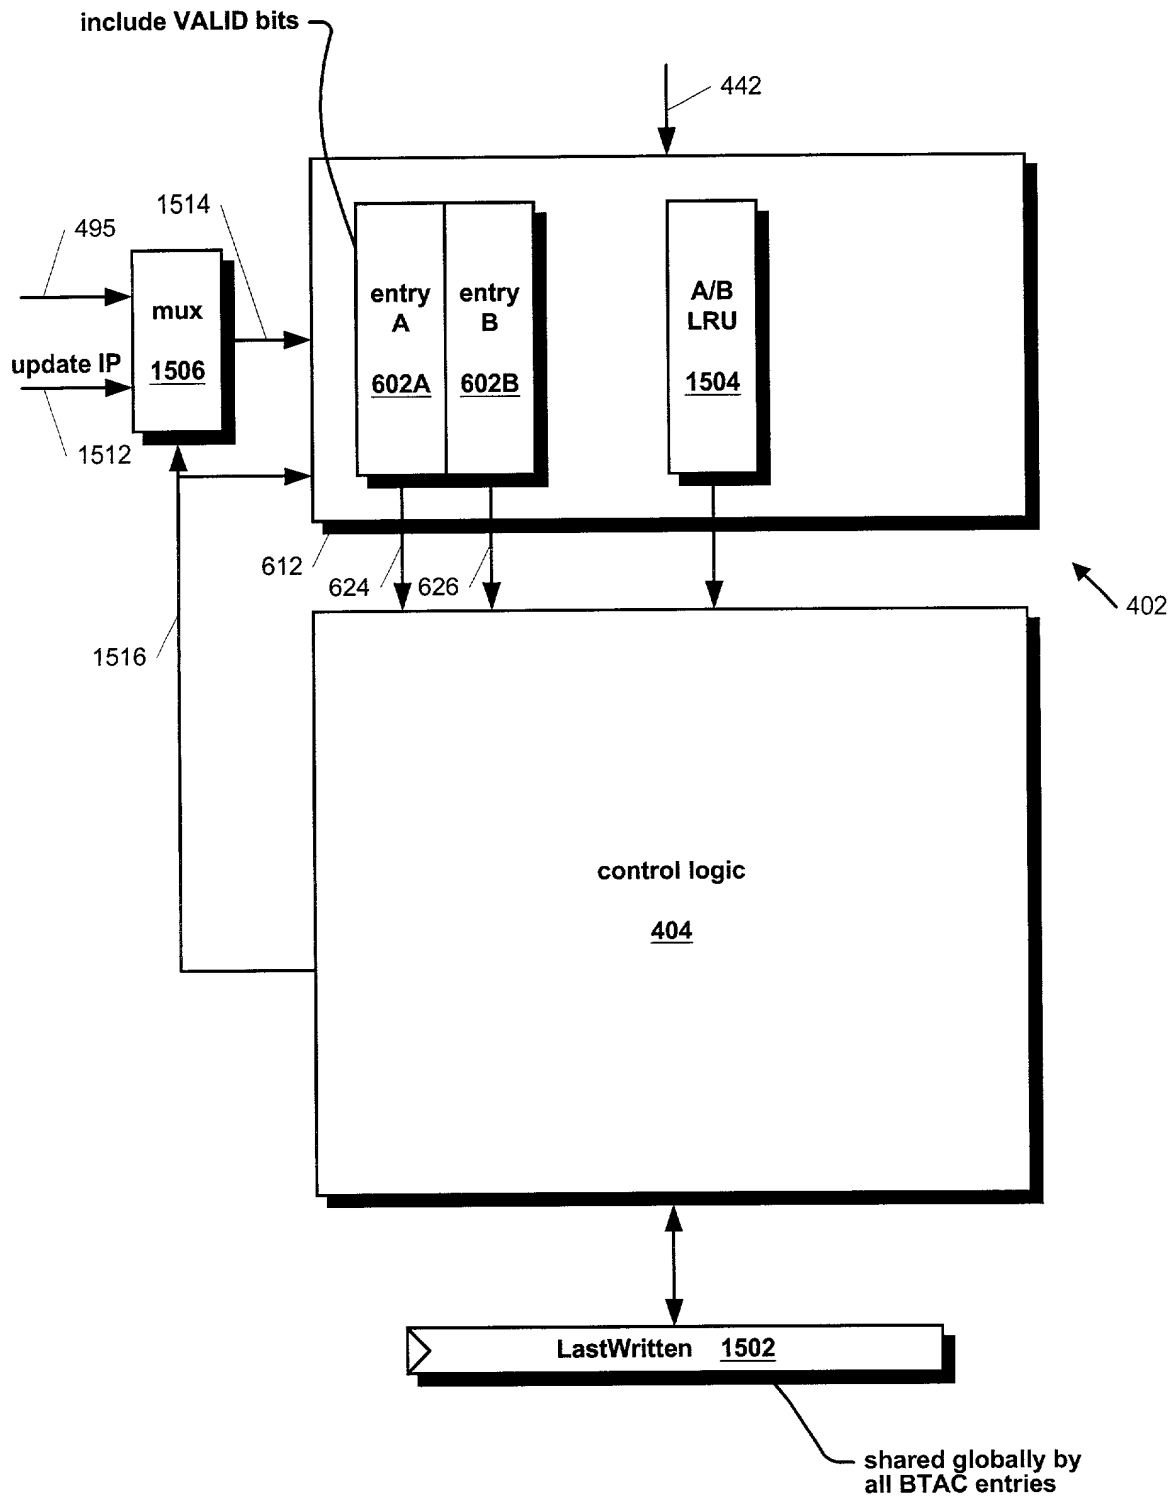 include VALID bits
442
1514
495
mux
1506
update IP
1512
entry
A
602A
entry
B
602B
A/B
LRU
1504
612
624
626
402
1516
control logic
404
LastWritten 1502
shared globally by
all BTAC entries